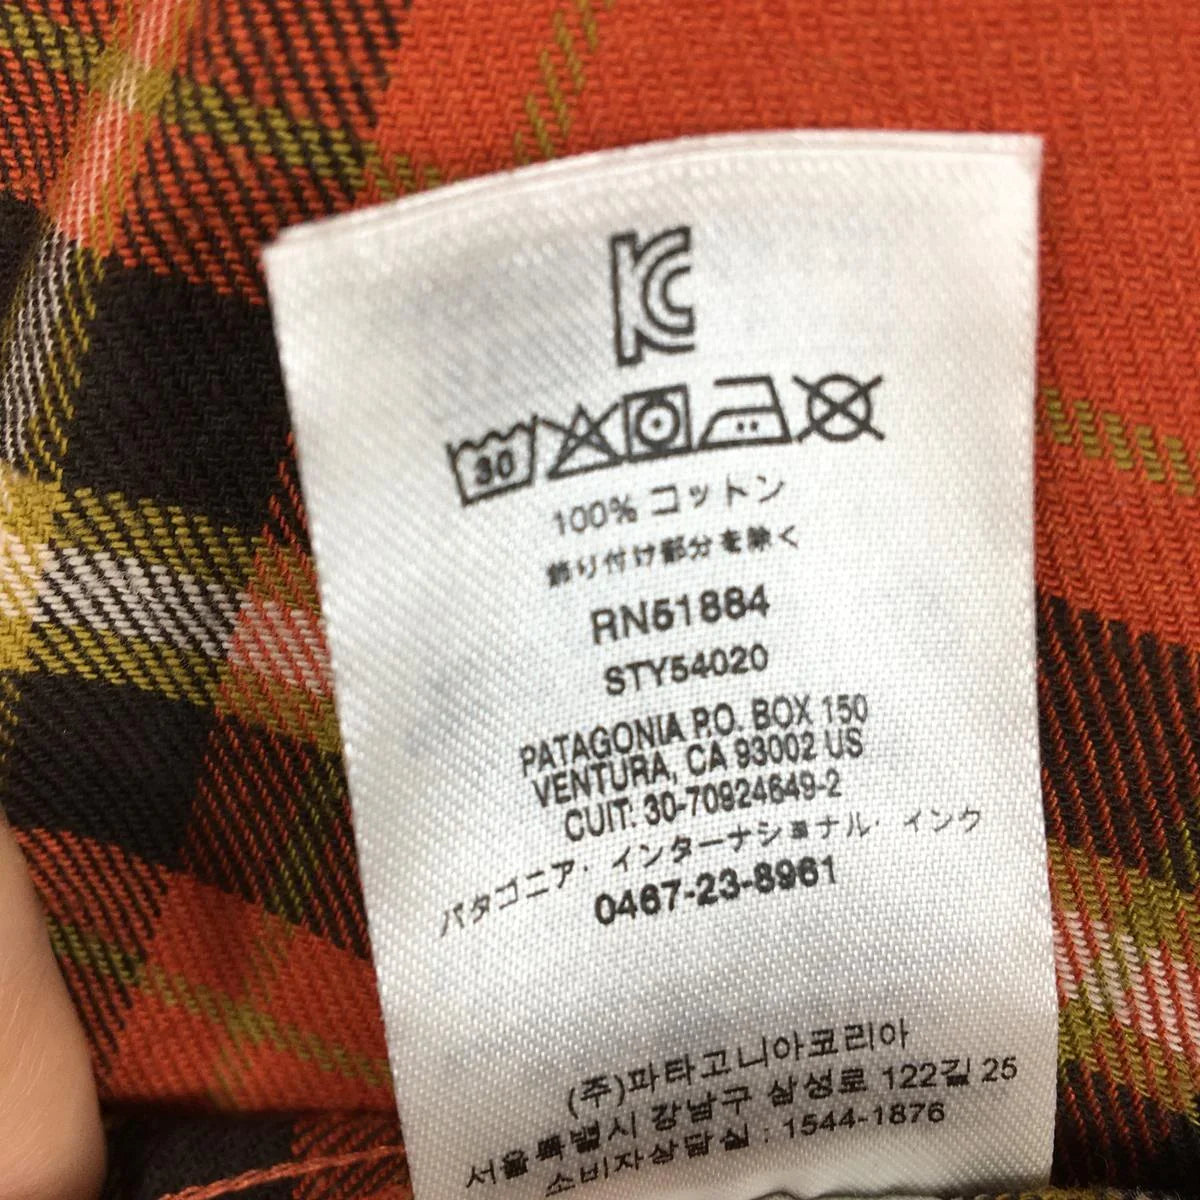 KC
30
100% コットン
飾り付け部分を除く
RN51884
STY54020
PATAGONIA P.O. BOX 150
VENTURA, CA 93002 US
CUIT: 30-70924649-2
パタゴニア・インターナショナル・インク
0467-23-8961
(주)파타고니아코리아
서울특별시 강남구 삼성로 122길 25
소비자상담실 : 1544-1876